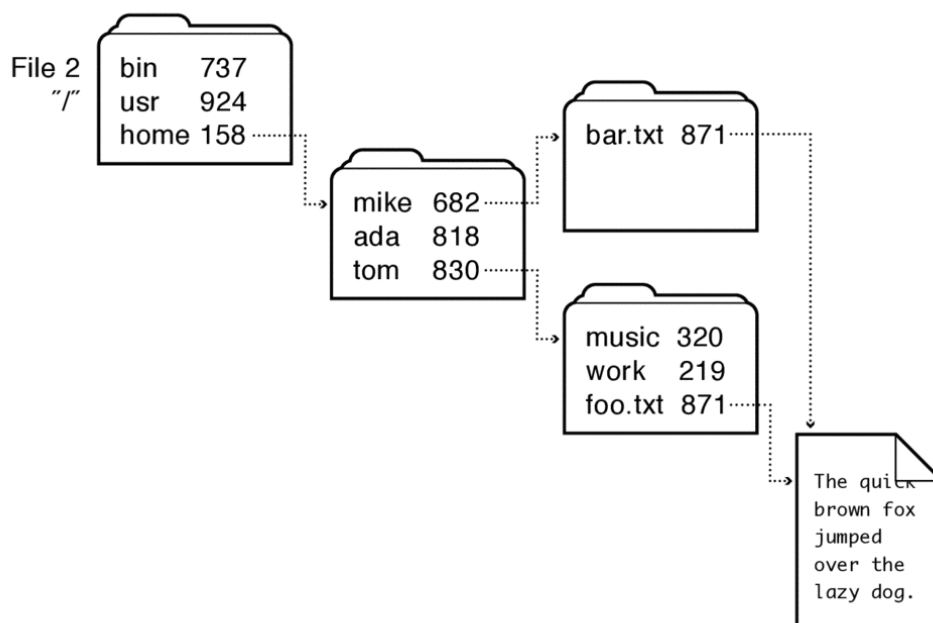 File 2
"/"
bin 737
usr 924
home 158
mike 682
ada 818
tom 830
bar.txt 871
music 320
work 219
foo.txt 871
The quick
brown fox
jumped
over the
lazy dog.